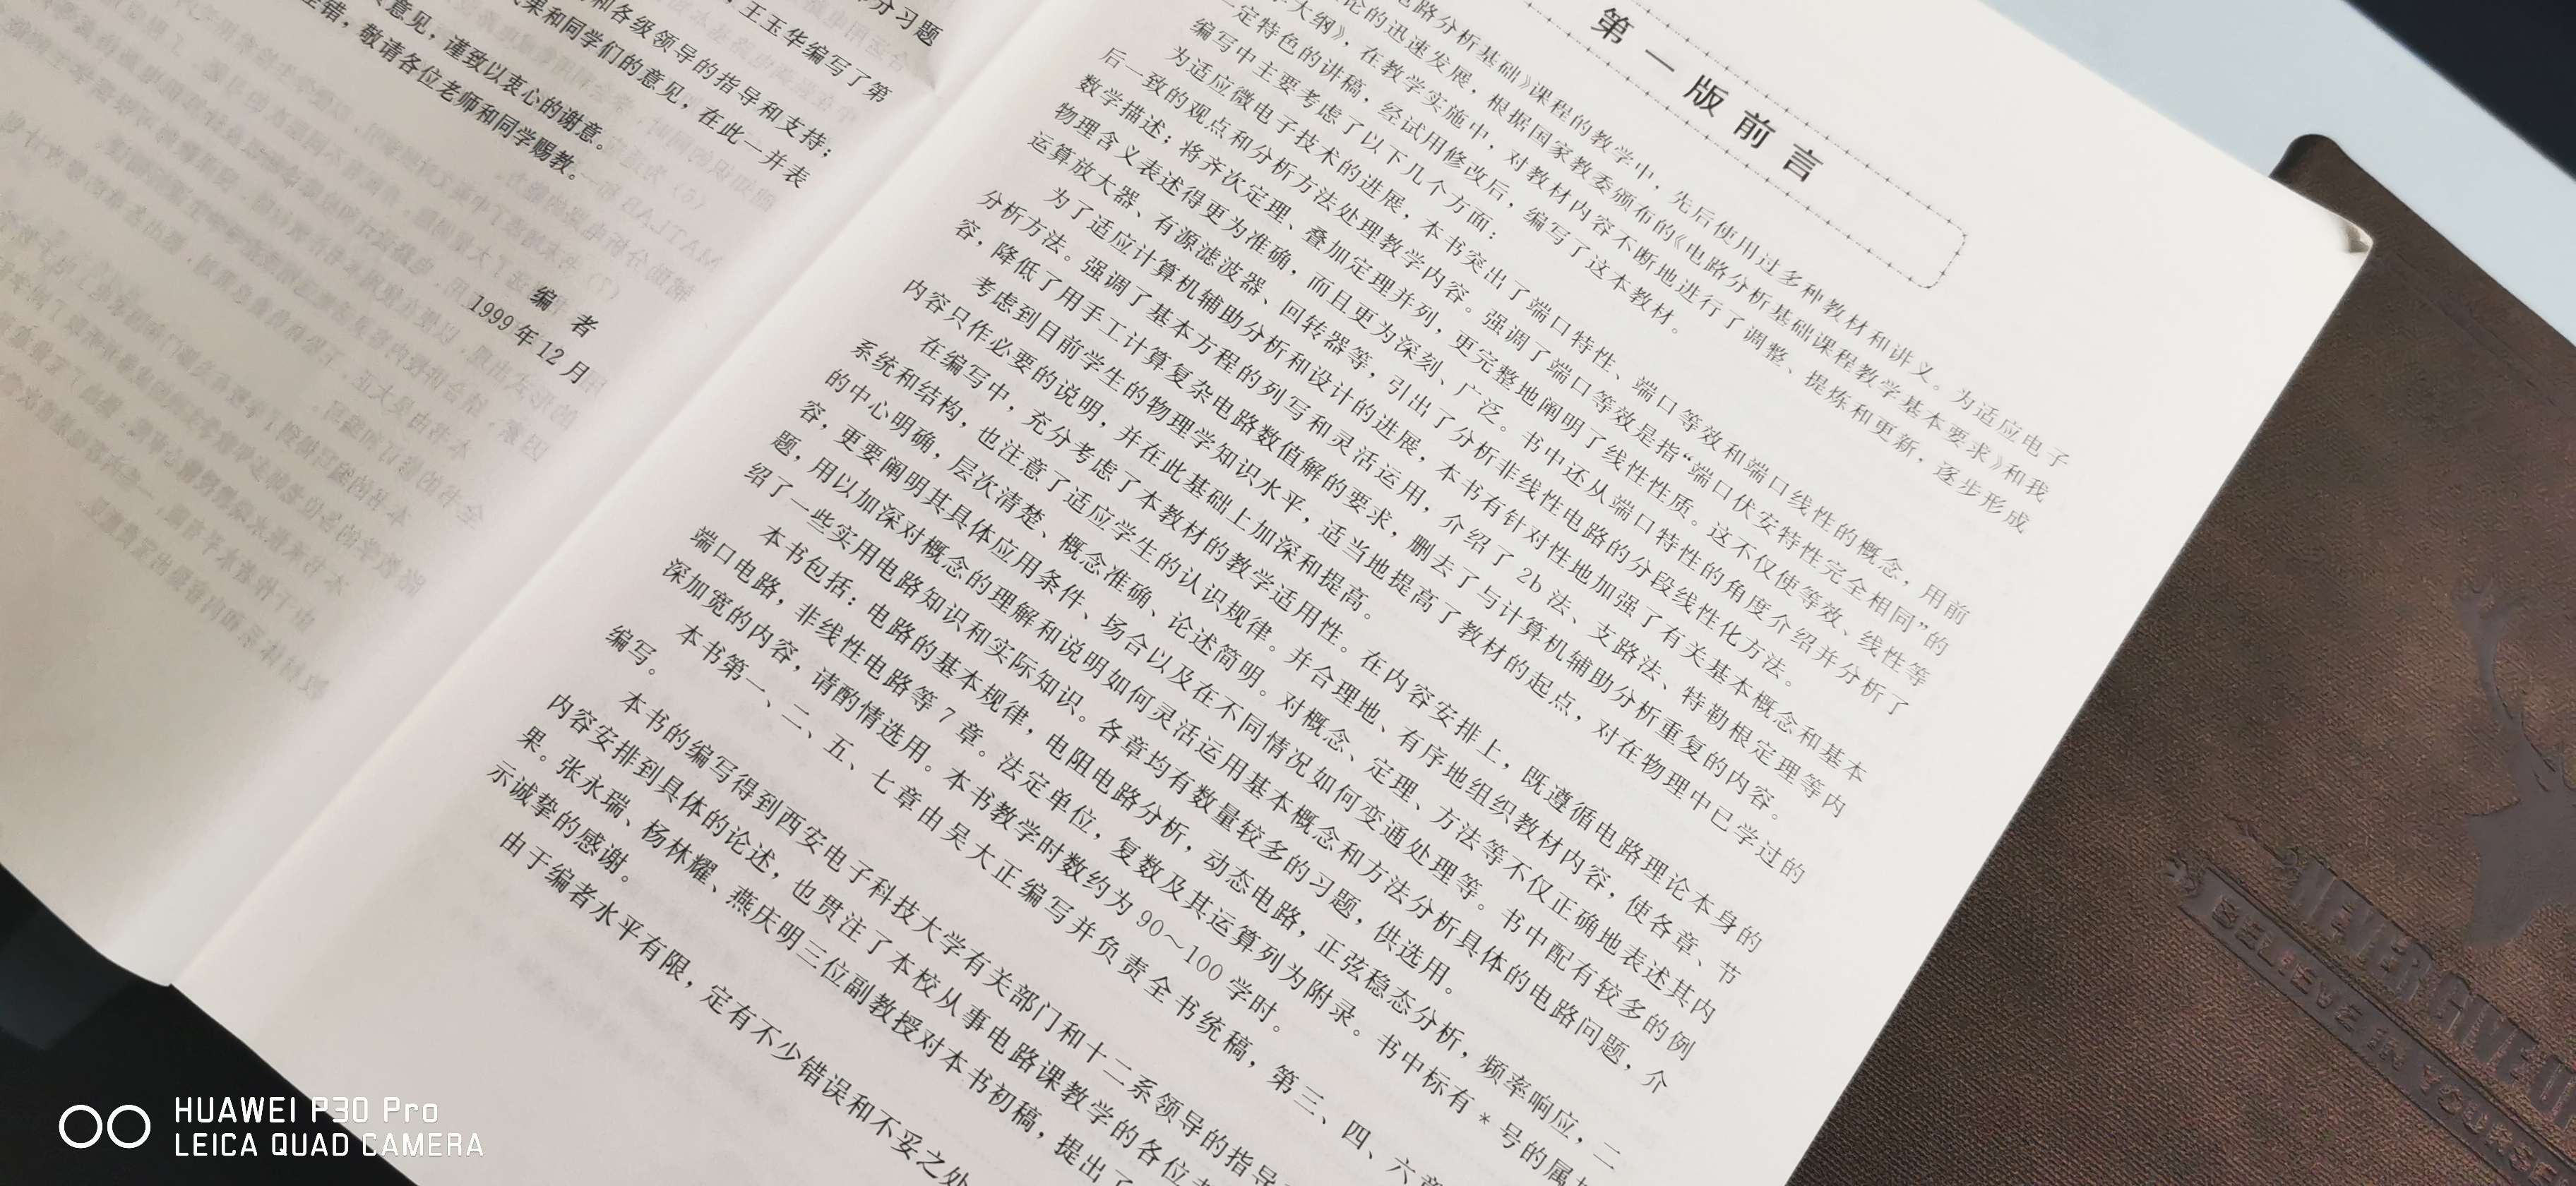 分习题
，王玉华编写了第
和各级领导的指导和支持；
果和同学们的意见，在此一并表
意见，谨致以衷心的谢意。
错，敬请各位老师和同学赐教。
编 者
1999年12月
第一版前言
电路分析基础》课程的教学中，先后使用过多种教材和讲义。为适应电子
论的迅速发展，根据国家教委颁布的《电路分析基础课程教学基本要求》和我
大纲》，在教学实施中，对教材内容不断地进行了调整、提炼和更新，逐步形成
一定特色的讲稿，经试用修改后，编写了这本教材。
编写中主要考虑了以下几个方面：
为适应微电子技术的进展，本书突出了端口特性、端口等效和端口线性的概念，用前
后一致的观点和分析方法处理教学内容。强调了端口等效是指“端口伏安特性完全相同”的
数学描述；将齐次定理、叠加定理并列，更完整地阐明了线性性质。这不仅使等效、线性等
物理含义表述得更为准确，而且更为深刻、广泛。书中还从端口特性的角度介绍并分析了
运算放大器、有源滤波器、回转器等，引出了分析非线性电路的分段线性化方法。
为了适应计算机辅助分析和设计的进展，本书有针对性地加强了有关基本概念和基本
分析方法。强调了基本方程的列写和灵活运用，介绍了2b法、支路法、特勒根定理等内
容，降低了用手工计算复杂电路数值解的要求，删去了与计算机辅助分析重复的内容。
考虑到目前学生的物理学知识水平，适当地提高了教材的起点，对在物理中已学过的
内容只作必要的说明，并在此基础上加深和提高。
在编写中，充分考虑了本教材的教学适用性。在内容安排上，既遵循电路理论本身的
系统和结构，也注意了适应学生的认识规律。并合理地、有序地组织教材内容，使各章、节
的中心明确，层次清楚、概念准确、论述简明。对概念、定理、方法等不仅正确地表述其内
容，更要阐明其具体应用条件、场合以及在不同情况如何变通处理等。书中配有较多的例
题，用以加深对概念的理解和说明如何灵活运用基本概念和方法分析具体的电路问题，介
绍了一些实用电路知识和实际知识。各章均有数量较多的习题，供选用。
本书包括：电路的基本规律，电阻电路分析，动态电路，正弦稳态分析，频率响应，二
端口电路，非线性电路等7章。法定单位，复数及其运算列为附录。书中标有*号的属
深加宽的内容，请酌情选用。本书教学时数约为90～100学时。
本书第一、二、五、七章由吴大正编写并负责全书统稿，第三、四、六章
编写。
本书的编写得到西安电子科技大学有关部门和十二系领导的指导
内容安排到具体的论述，也贯注了本校从事电路课教学的各位
果。张永瑞、杨林耀、燕庆明三位副教授对本书初稿，提出了
示诚挚的感谢。
由于编者水平有限，定有不少错误和不妥之处
NEVER GIVE U
BELIEVE IN YOURSE
HUAWEI P30 Pro
LEICA QUAD CAMERA